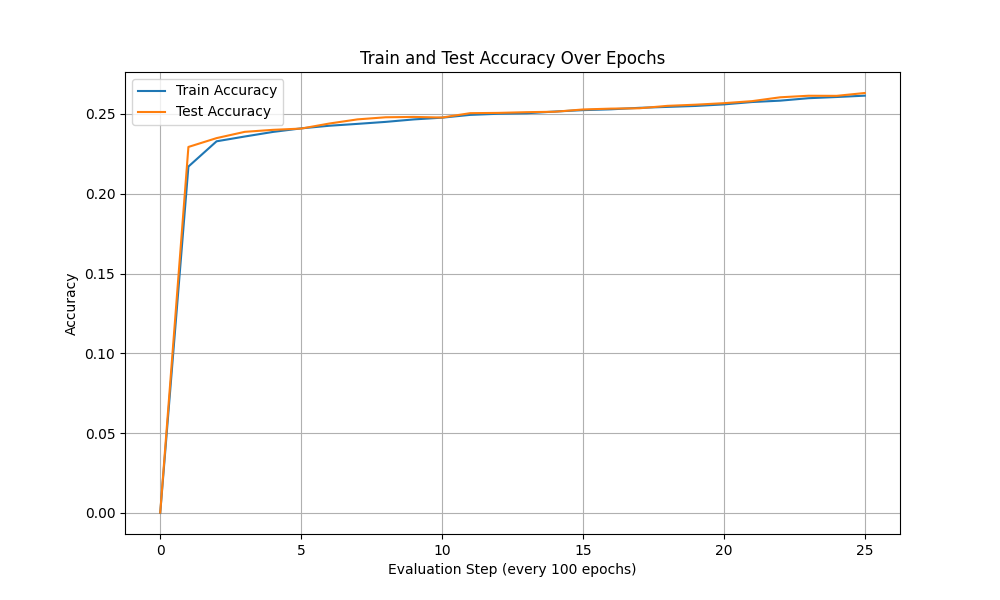 Train and Test Accuracy Over Epochs
Train Accuracy
Test Accuracy
0.25
0.20
0.15
0.10
0.05
0.00
Accuracy
0 5 10 15 20 25
Evaluation Step (every 100 epochs)